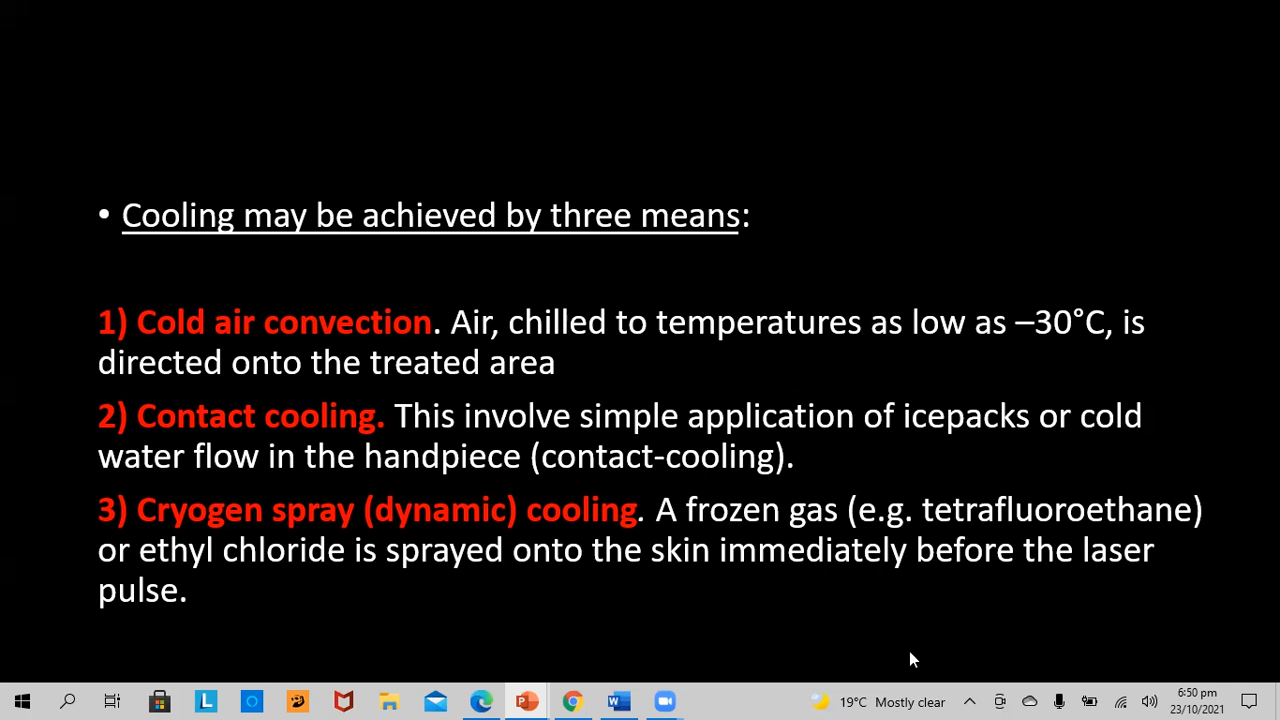 • Cooling may be achieved by three means:
1) Cold air convection. Air, chilled to temperatures as low as –30°C, is
directed onto the treated area
2) Contact cooling. This involve simple application of icepacks or cold
water flow in the handpiece (contact-cooling).
3) Cryogen spray (dynamic) cooling. A frozen gas (e.g. tetrafluoroethane)
or ethyl chloride is sprayed onto the skin immediately before the laser
pulse.
19°C Mostly clear
6:50 pm
23/10/2021